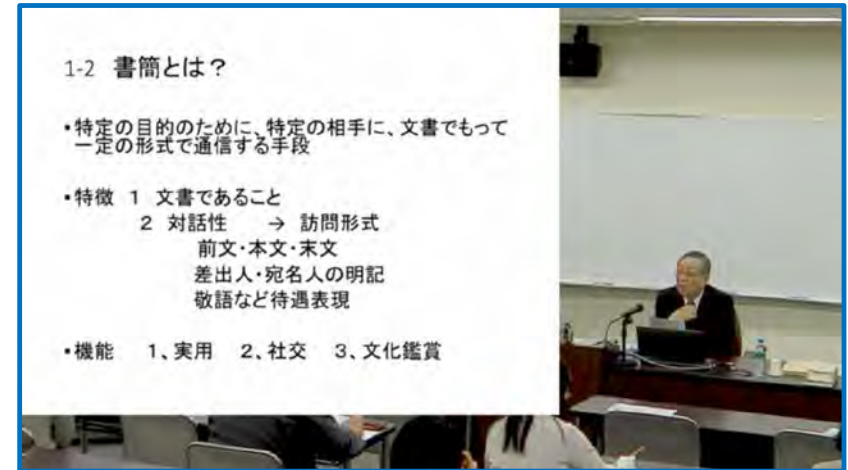 1-2 書簡とは？
・特定の目的のために、特定の相手に、文書でもって
一定の形式で通信する手段
・特徴 １ 文書であること
２ 対話性 → 訪問形式
前文・本文・末文
差出人・宛名人の明記
敬語など待遇表現
・機能 １、実用 ２、社交 ３、文化鑑賞